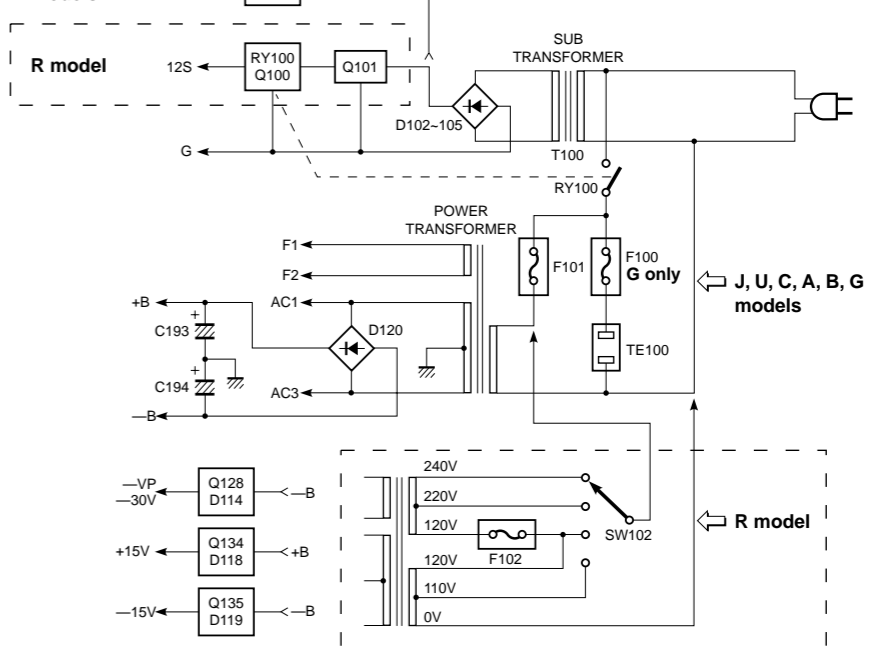 SUB
TRANSFORMER
R model
12S
RY100
Q100
Q101
D102~105
G
T100
RY100
POWER
TRANSFORMER
F1
F2
F101
F100
G only
J, U, C, A, B, G
models
+B
AC1
+
C193
D120
TE100
+
C194
AC3
—B
240V
—VP
—30V
Q128
D114
—B
220V
120V
R model
SW102
F102
+15V
Q134
D118
+B
120V
110V
—15V
Q135
D119
—B
0V